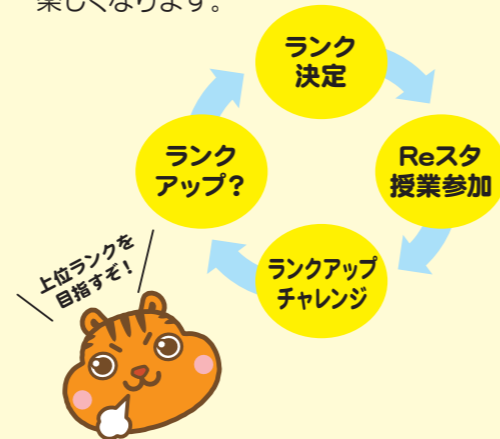 楽しくなります。
ランク
決定
Reスタ
授業参加
ランクアップ
チャレンジ
ランク
アップ？
上位ランクを
目指すぞ！